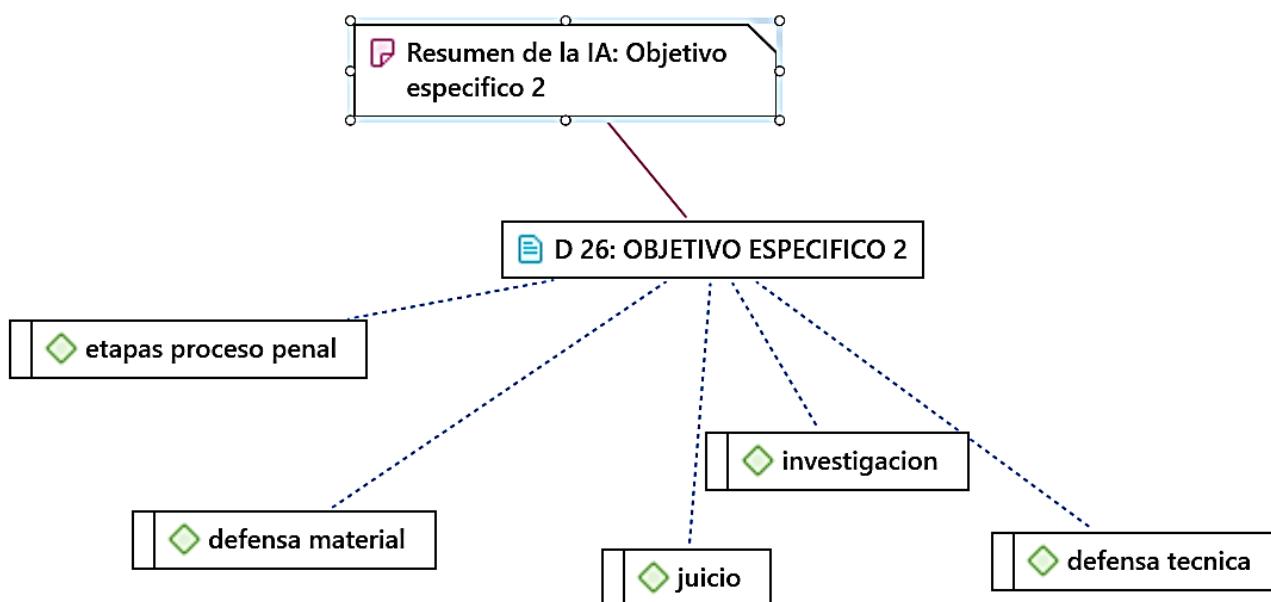 Resumen de la IA: Objetivo
especifico 2
D 26: OBJETIVO ESPECIFICO 2
etapas proceso penal
investigacion
defensa material
juicio
defensa tecnica